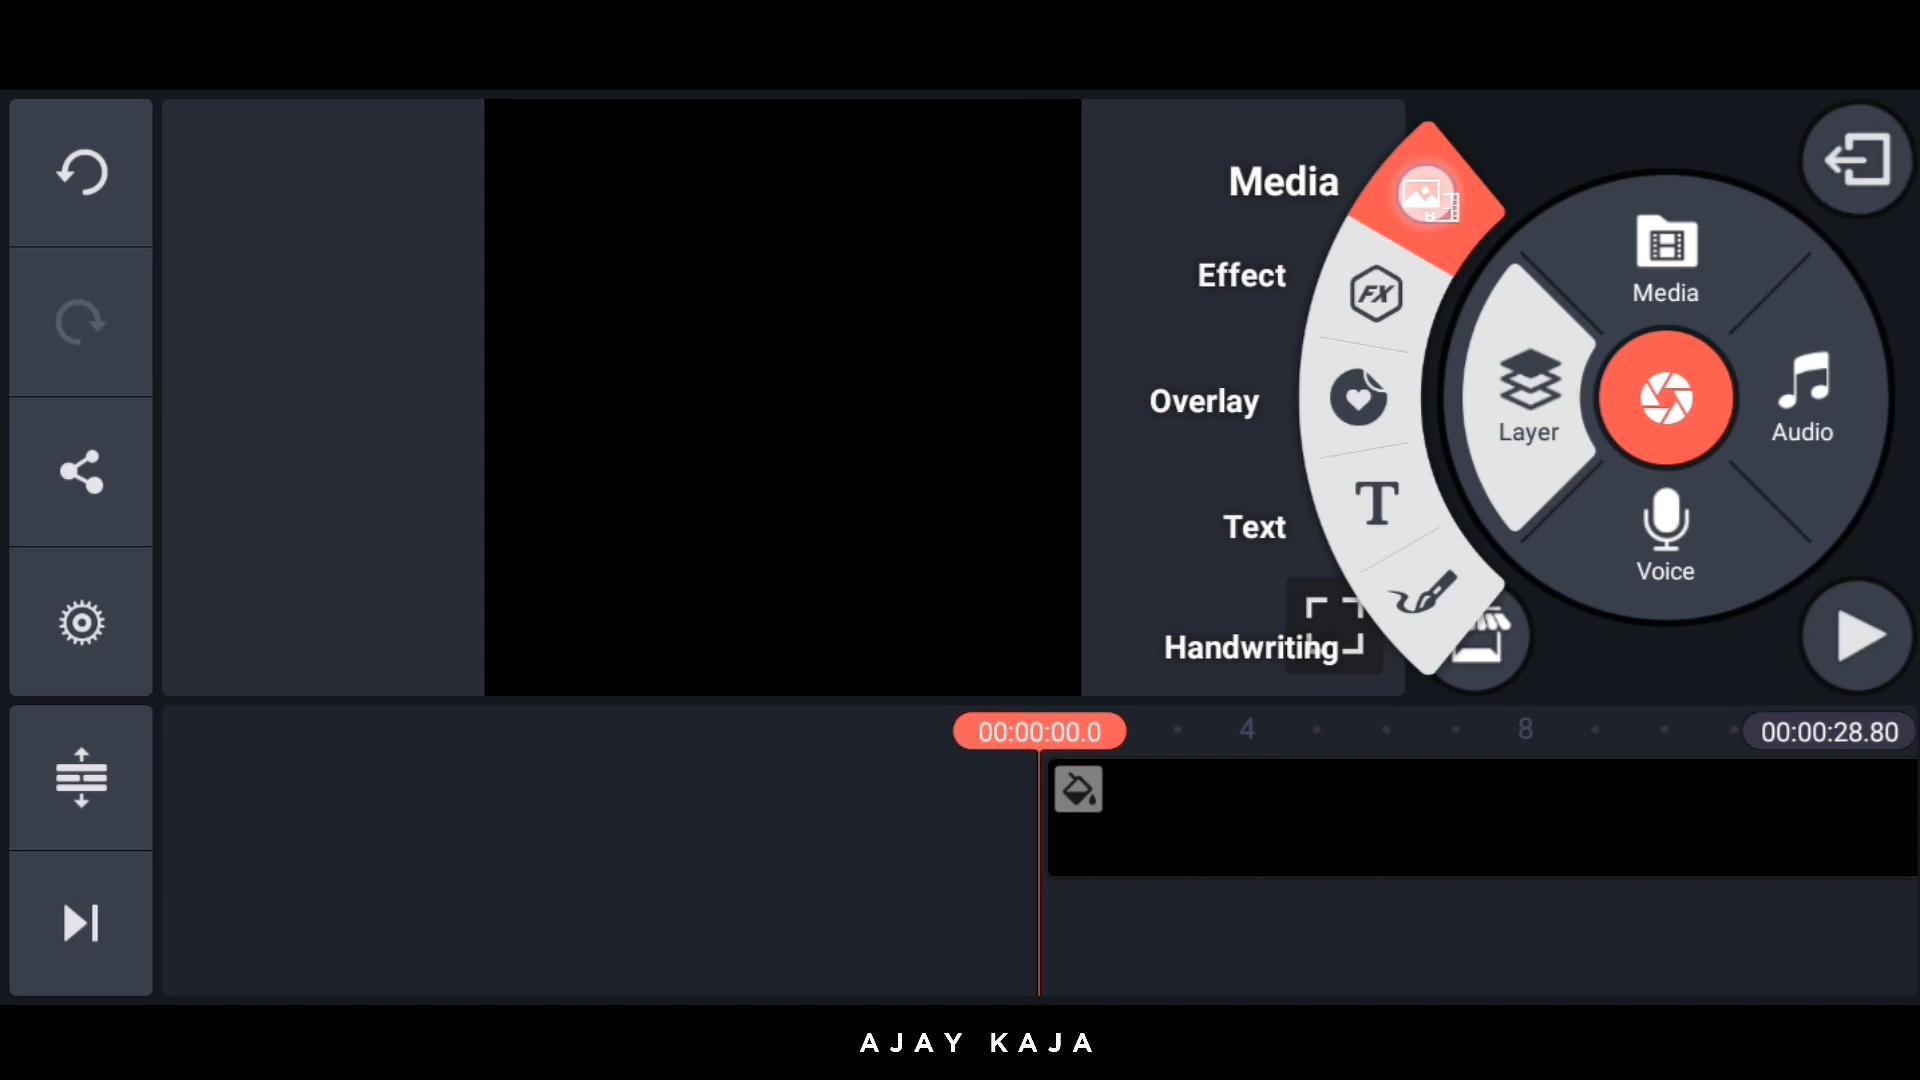 Media
Effect
Overlay
Text
Handwriting
FX
T
Media
Layer
Audio
Voice
00:00:00.0
4
8
00:00:28.80
AJAY KAJA